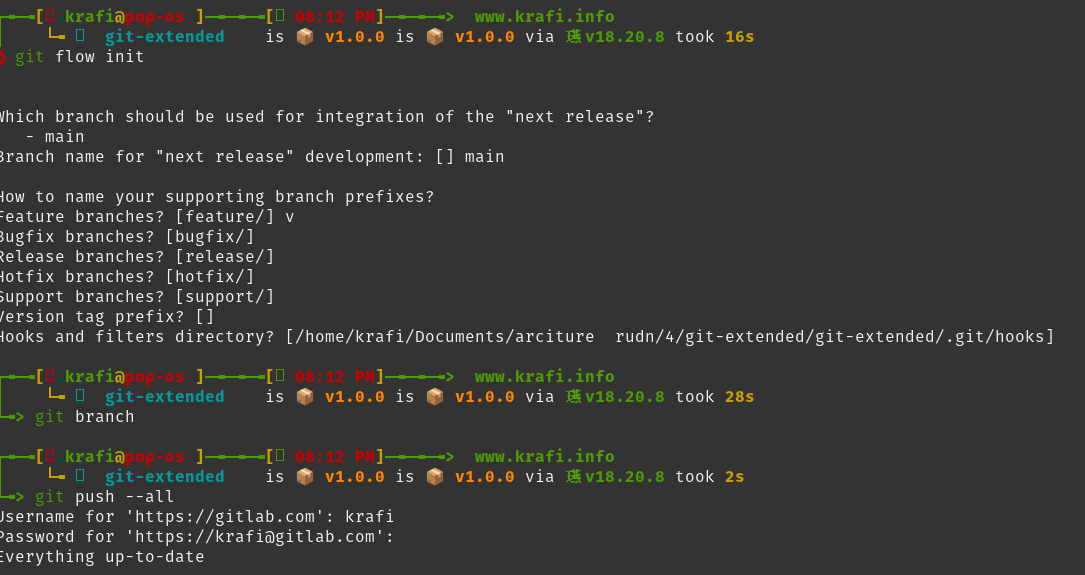 krafi@pop-os ] [ 08:12 PM] > www.krafi.info
git-extended is 📦 v1.0.0 is 📦 v1.0.0 via v18.20.8 took 16s
❯ git flow init
Which branch should be used for integration of the "next release"?
- main
Branch name for "next release" development: [] main
How to name your supporting branch prefixes?
Feature branches? [feature/] v
Bugfix branches? [bugfix/]
Release branches? [release/]
Hotfix branches? [hotfix/]
Support branches? [support/]
Version tag prefix? []
Hooks and filters directory? [/home/krafi/Documents/arciture  rudn/4/git-extended/git-extended/.git/hooks]
krafi@pop-os ] [ 08:12 PM] > www.krafi.info
git-extended is 📦 v1.0.0 is 📦 v1.0.0 via v18.20.8 took 28s
> git branch
krafi@pop-os ] [ 08:12 PM] > www.krafi.info
git-extended is 📦 v1.0.0 is 📦 v1.0.0 via v18.20.8 took 2s
> git push --all
Username for 'https://gitlab.com': krafi
Password for 'https://krafi@gitlab.com':
Everything up-to-date